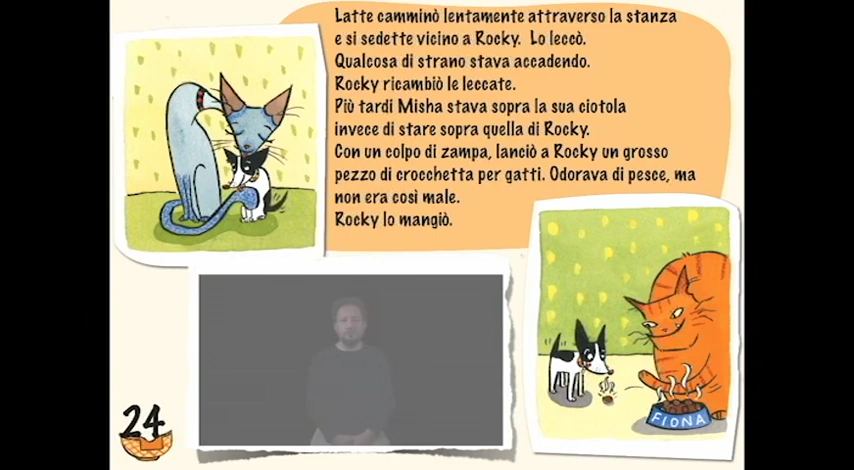 Latte camminò lentamente attraverso la stanza
e si sedette vicino a Rocky. Lo leccò.
Qualcosa di strano stava accadendo.
Rocky ricambiò le leccate.
Più tardi Misha stava sopra la sua ciotola
invece di stare sopra quella di Rocky.
Con un colpo di zampa, lanciò a Rocky un grosso
pezzo di crocchetta per gatti. Odorava di pesce, ma
non era così male.
Rocky lo mangiò.
FIONA
24